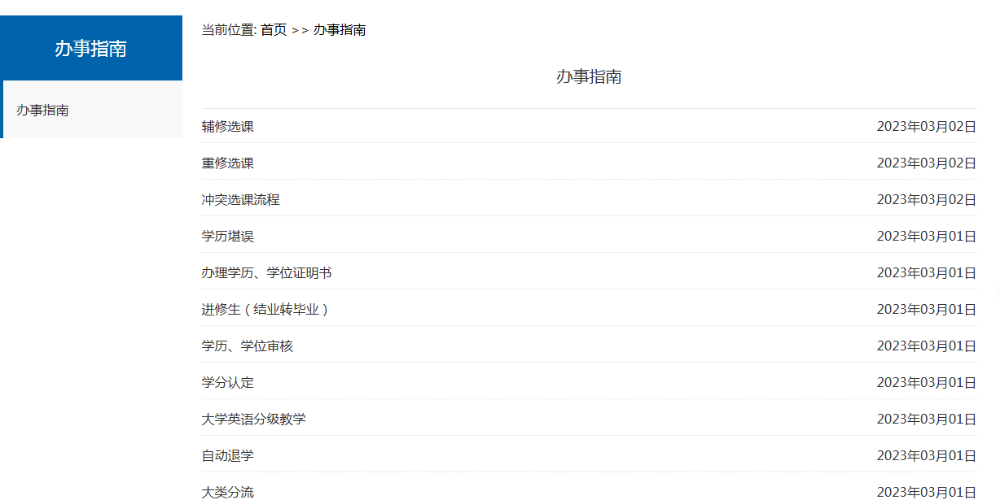 办事指南
办事指南
当前位置: 首页 >> 办事指南
办事指南
辅修选课 2023年03月02日
重修选课 2023年03月02日
冲突选课流程 2023年03月02日
学历堪误 2023年03月01日
办理学历、学位证明书 2023年03月01日
进修生（结业转毕业） 2023年03月01日
学历、学位审核 2023年03月01日
学分认定 2023年03月01日
大学英语分级教学 2023年03月01日
自动退学 2023年03月01日
大类分流 2023年03月01日